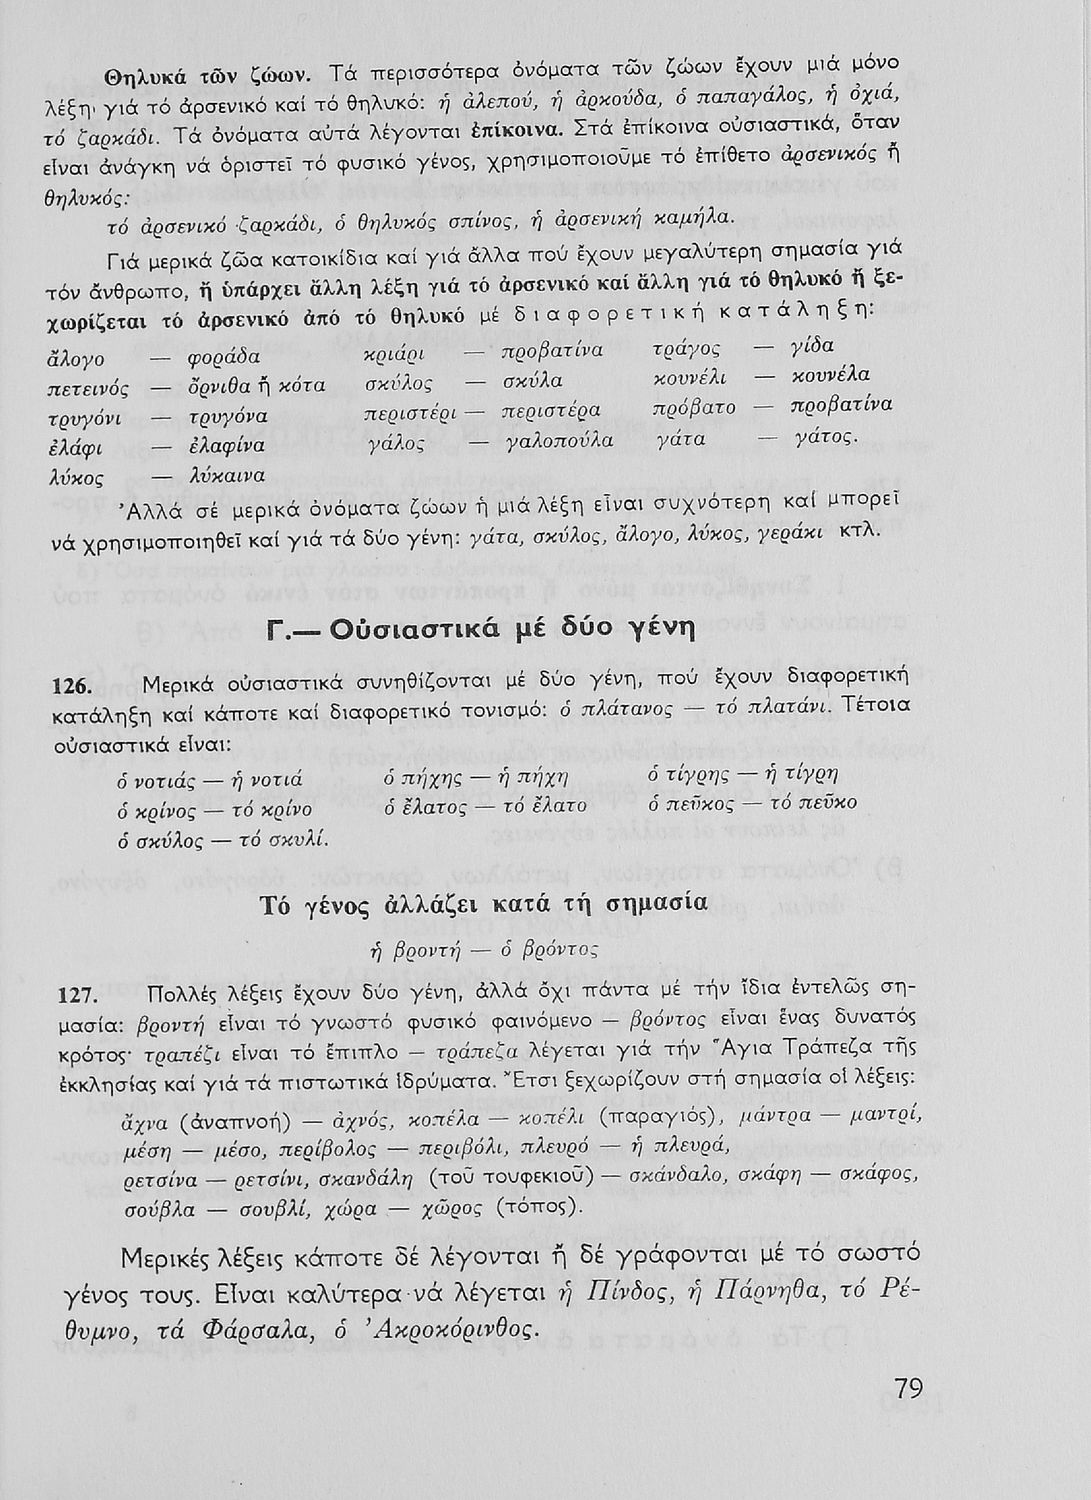 Θηλυκά τῶν ζώων. Τά περισσότερα ὀνόματα τῶν ζώων ἔχουν μιά μόνο
λέξη· γιά τό ἀρσενικό καί τό θηλυκό: ἡ ἀλεπού, ἡ ἀρκούδα, ὁ παπαγάλος, ἡ ὀχιά,
τό ζαρκάδι. Τά ὀνόματα αὐτά λέγονται ἐπίκοινα. Στά ἐπίκοινα οὐσιαστικά, ὅταν
εἶναι ἀνάγκη νά ὁριστεῖ τό φυσικό γένος, χρησιμοποιοῦμε τό ἐπίθετο ἀρσενικός ἤ
θηλυκός:
τό ἀρσενικό ζαρκάδι, ὁ θηλυκός σπίνος, ἡ ἀρσενική καμήλα.
Γιά μερικά ζῶα κατοικίδια καί γιά ἄλλα πού ἔχουν μεγαλύτερη σημασία γιά
τόν ἄνθρωπο, ἤ ὑπάρχει ἄλλη λέξη γιά τό ἀρσενικό καί ἄλλη γιά τό θηλυκό ἤ ξε-
χωρίζεται τό ἀρσενικό ἀπό τό θηλυκό μέ διαφορετική κατάληξη:
ἄλογο — φοράδα κριάρι — προβατίνα τράγος — γίδα
πετεινός — ὄρνιθα ἤ κότα σκύλος — σκύλα κουνέλι — κουνέλα
τρυγόνι — τρυγόνα περιστέρι — περιστέρα πρόβατο — προβατίνα
ἐλάφι — ἐλαφίνα γάλος — γαλοπούλα γάτα — γάτος.
λύκος — λύκαινα
Ἀλλά σέ μερικά ὀνόματα ζώων ἡ μιά λέξη εἶναι συχνότερη καί μπορεῖ
νά χρησιμοποιηθεῖ καί γιά τά δύο γένη: γάτα, σκύλος, ἄλογο, λύκος, γεράκι κτλ.
Γ.— Οὐσιαστικά μέ δύο γένη
126. Μερικά οὐσιαστικά συνηθίζονται μέ δύο γένη, πού ἔχουν διαφορετική
κατάληξη καί κάποτε καί διαφορετικό τονισμό: ὁ πλάτανος — τό πλατάνι. Τέτοια
οὐσιαστικά εἶναι:
ὁ νοτιάς — ἡ νοτιά ὁ πήχης — ἡ πήχη ὁ τίγρης — ἡ τίγρη
ὁ κρίνος — τό κρίνο ὁ ἔλατος — τό ἔλατο ὁ πεῦκος — τό πεῦκο
ὁ σκύλος — τό σκυλί.
Τό γένος ἀλλάζει κατά τή σημασία
ἡ βροντή — ὁ βρόντος
127. Πολλές λέξεις ἔχουν δύο γένη, ἀλλά ὄχι πάντα μέ τήν ἴδια ἐντελῶς ση-
μασία: βροντή εἶναι τό γνωστό φυσικό φαινόμενο — βρόντος εἶναι ἕνας δυνατός
κρότος· τραπέζι εἶναι τό ἔπιπλο — τράπεζα λέγεται γιά τήν Ἅγια Τράπεζα τῆς
ἐκκλησίας καί γιά τά πιστωτικά ἱδρύματα. Ἔτσι ξεχωρίζουν στή σημασία οἱ λέξεις:
ἄχνα (ἀναπνοή) — ἀχνός, κοπέλα — κοπέλι (παραγιός), μάντρα — μαντρί,
μέση — μέσο, περίβολος — περιβόλι, πλευρό — ἡ πλευρά,
ρετσίνα — ρετσίνι, σκανδάλη (τοῦ τουφεκιοῦ) — σκάνδαλο, σκάφη — σκάφος,
σούβλα — σουβλί, χώρα — χῶρος (τόπος).
Μερικές λέξεις κάποτε δέ λέγονται ἤ δέ γράφονται μέ τό σωστό
γένος τους. Εἶναι καλύτερα νά λέγεται ἡ Πίνδος, ἡ Πάρνηθα, τό Ρέ-
θυμνο, τά Φάρσαλα, ὁ Ἀκροκόρινθος.
79